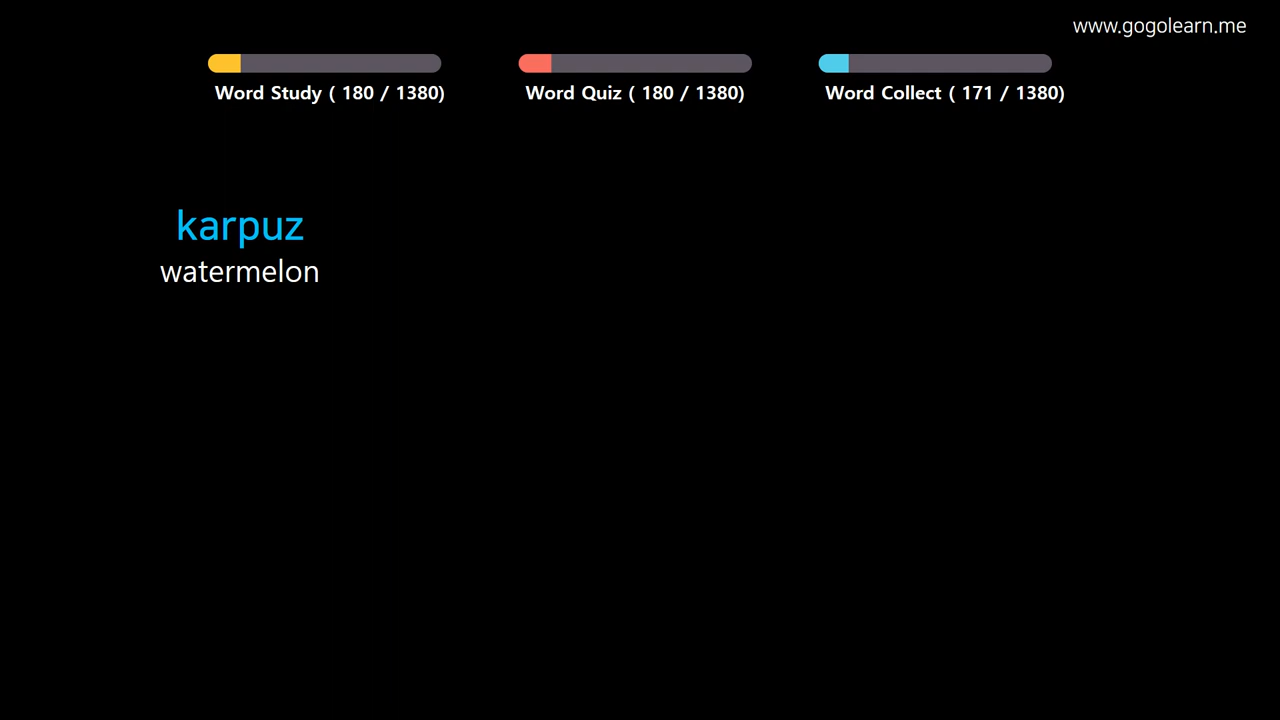 www.gogolearn.me
Word Study ( 180 / 1380)
Word Quiz ( 180 / 1380)
Word Collect ( 171 / 1380)
karpuz
watermelon